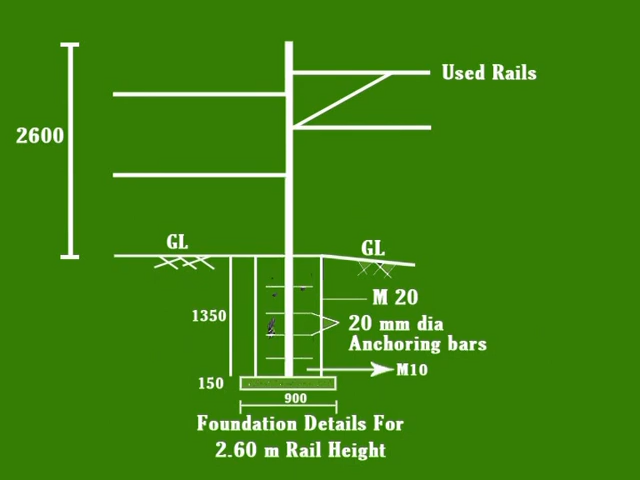 Used Rails
2600
GL
GL
M 20
1350
20 mm dia
Anchoring bars
M10
150
900
Foundation Details For
2.60 m Rail Height